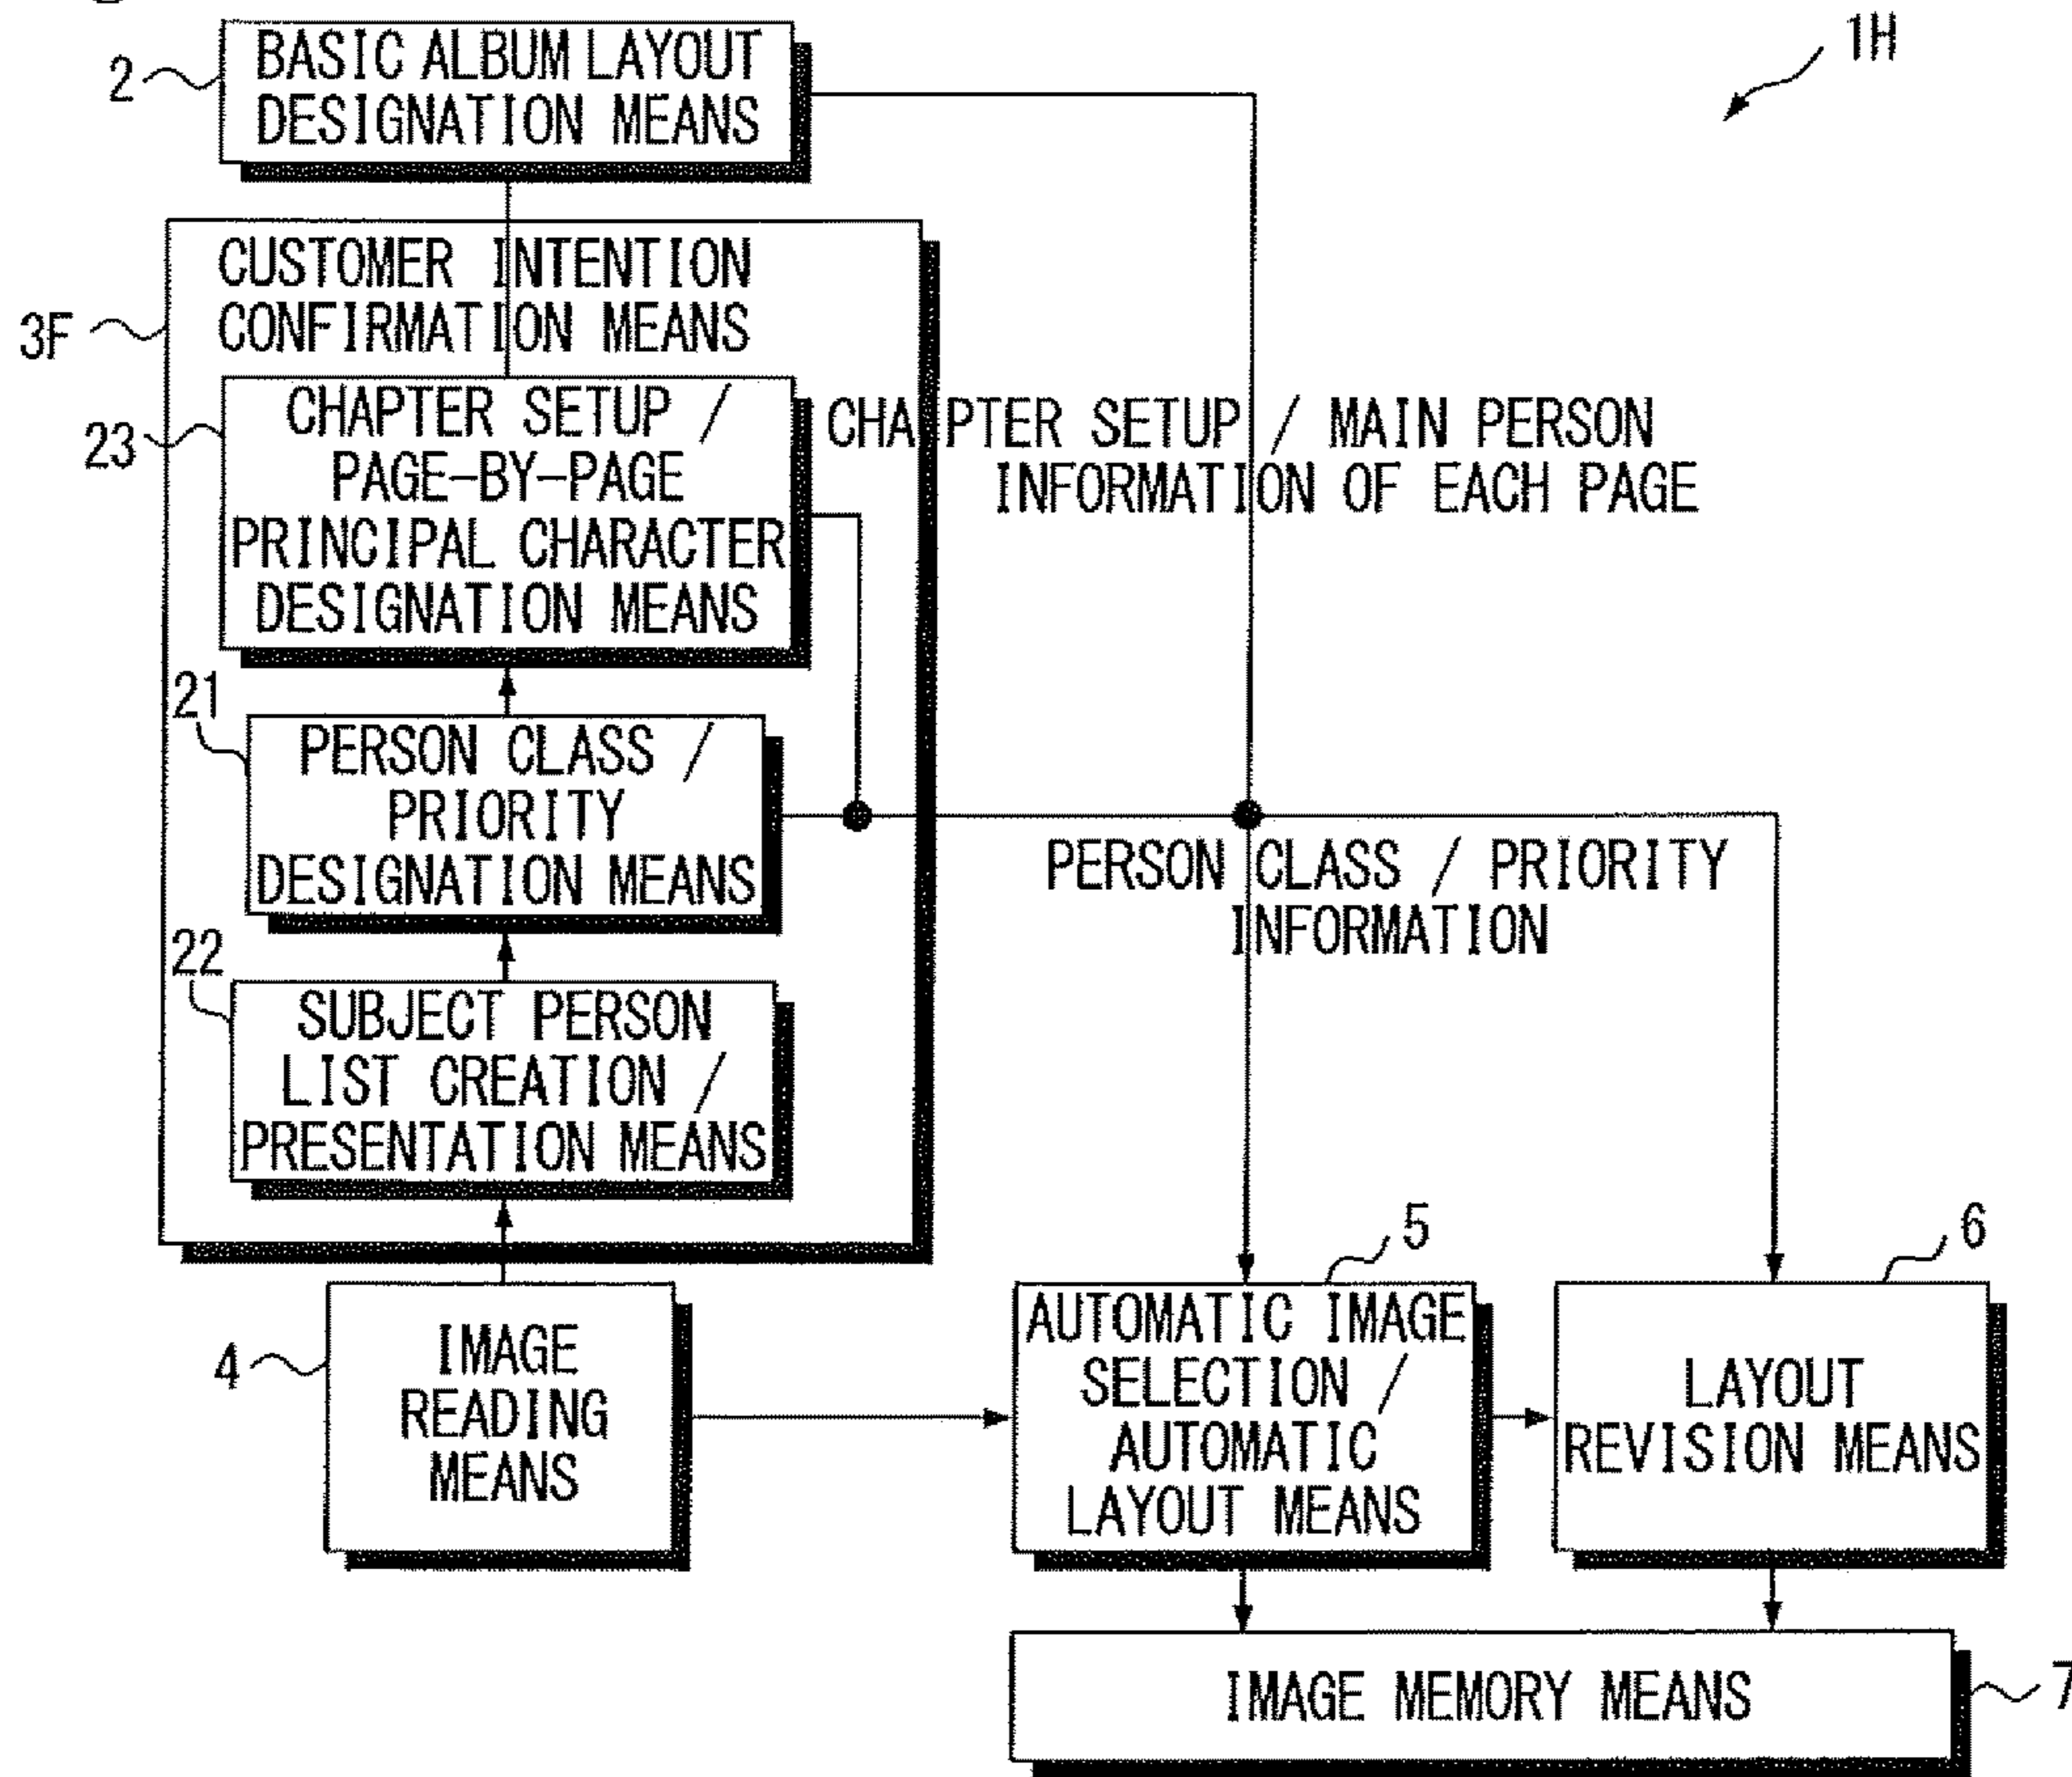 1H
2
BASIC ALBUM LAYOUT
DESIGNATION MEANS
3F
CUSTOMER INTENTION
CONFIRMATION MEANS
23
CHAPTER SETUP /
PAGE-BY-PAGE
PRINCIPAL CHARACTER
DESIGNATION MEANS
CHAPTER SETUP / MAIN PERSON
INFORMATION OF EACH PAGE
21
PERSON CLASS /
PRIORITY
DESIGNATION MEANS
PERSON CLASS / PRIORITY
INFORMATION
22
SUBJECT PERSON
LIST CREATION /
PRESENTATION MEANS
4
IMAGE
READING
MEANS
5
AUTOMATIC IMAGE
SELECTION /
AUTOMATIC
LAYOUT MEANS
6
LAYOUT
REVISION MEANS
IMAGE MEMORY MEANS
7